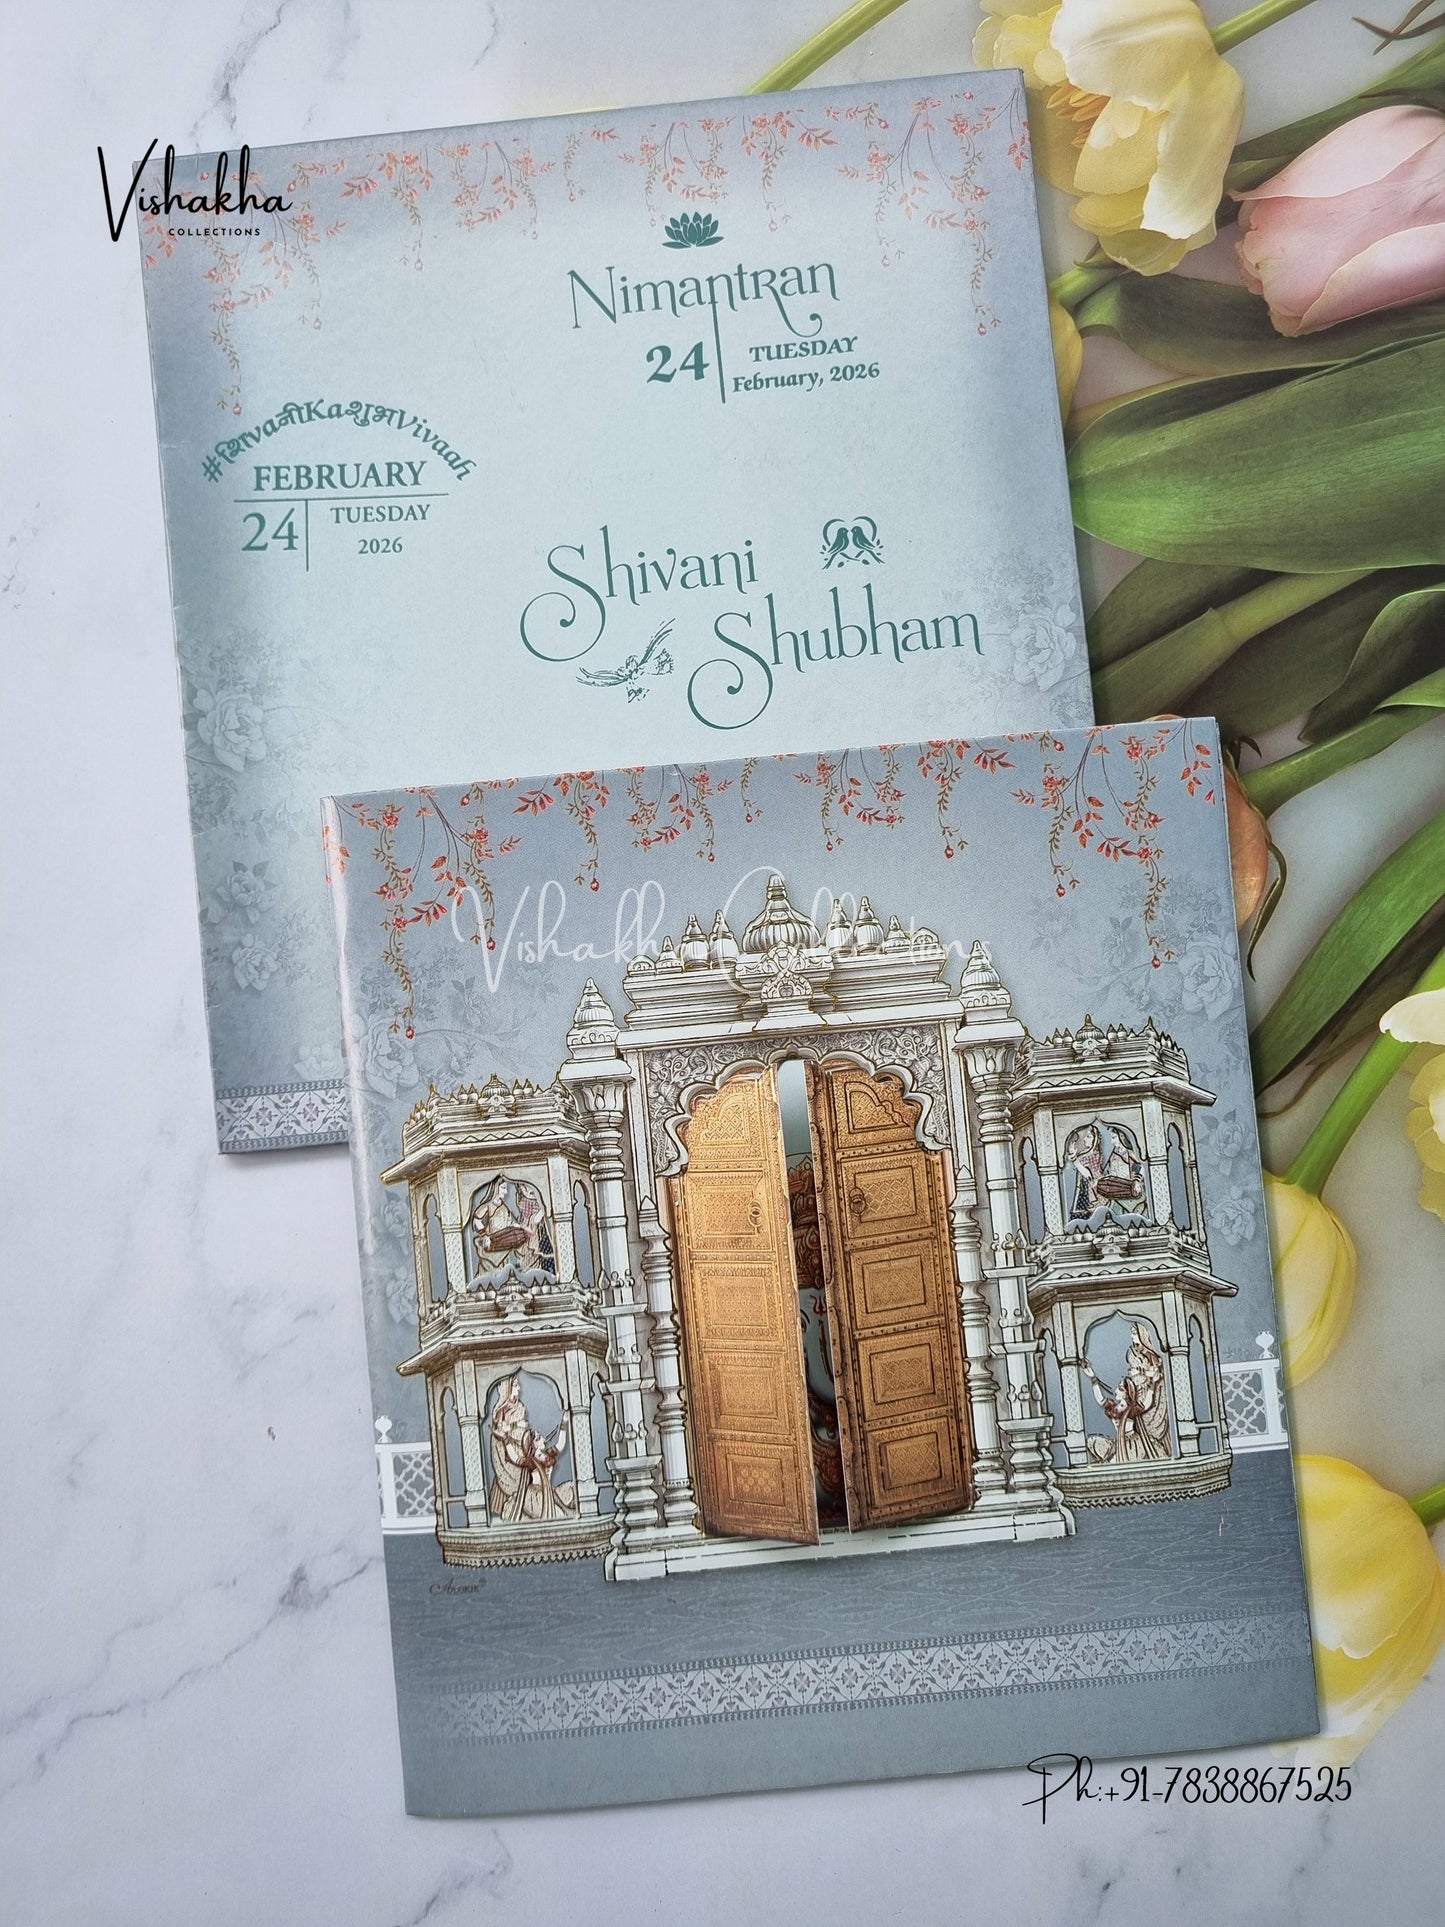 Vishakha
COLLECTIONS
Nimantran
24
TUESDAY
February, 2026
#शिvaनीKaशुभVivaah
FEBRUARY
24
TUESDAY
2026
Shivani
Shubham
Vishakha Collections
Ph:+91-7838867525